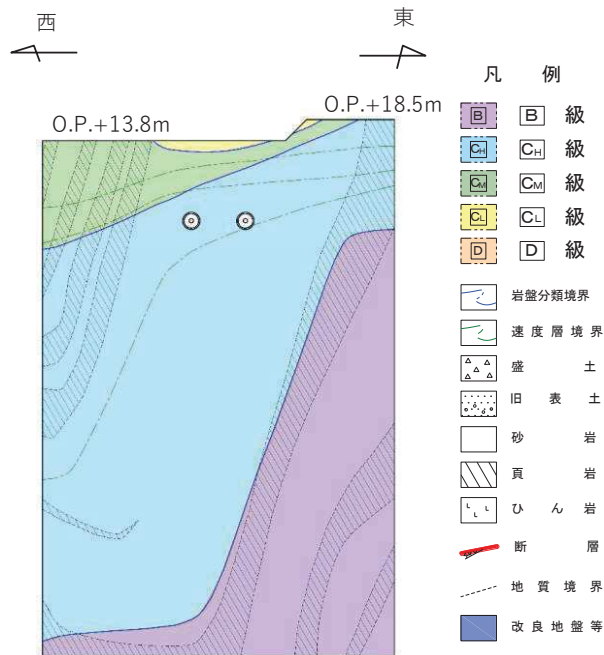 西
東
O.P.+13.8m
O.P.+18.5m
凡 例
B B 級
CH CH 級
CM CM 級
CL CL 級
D D 級
岩盤分類境界
速度層境界
盛土
旧表土
砂岩
頁岩
ひん岩
断層
地質境界
改良地盤等